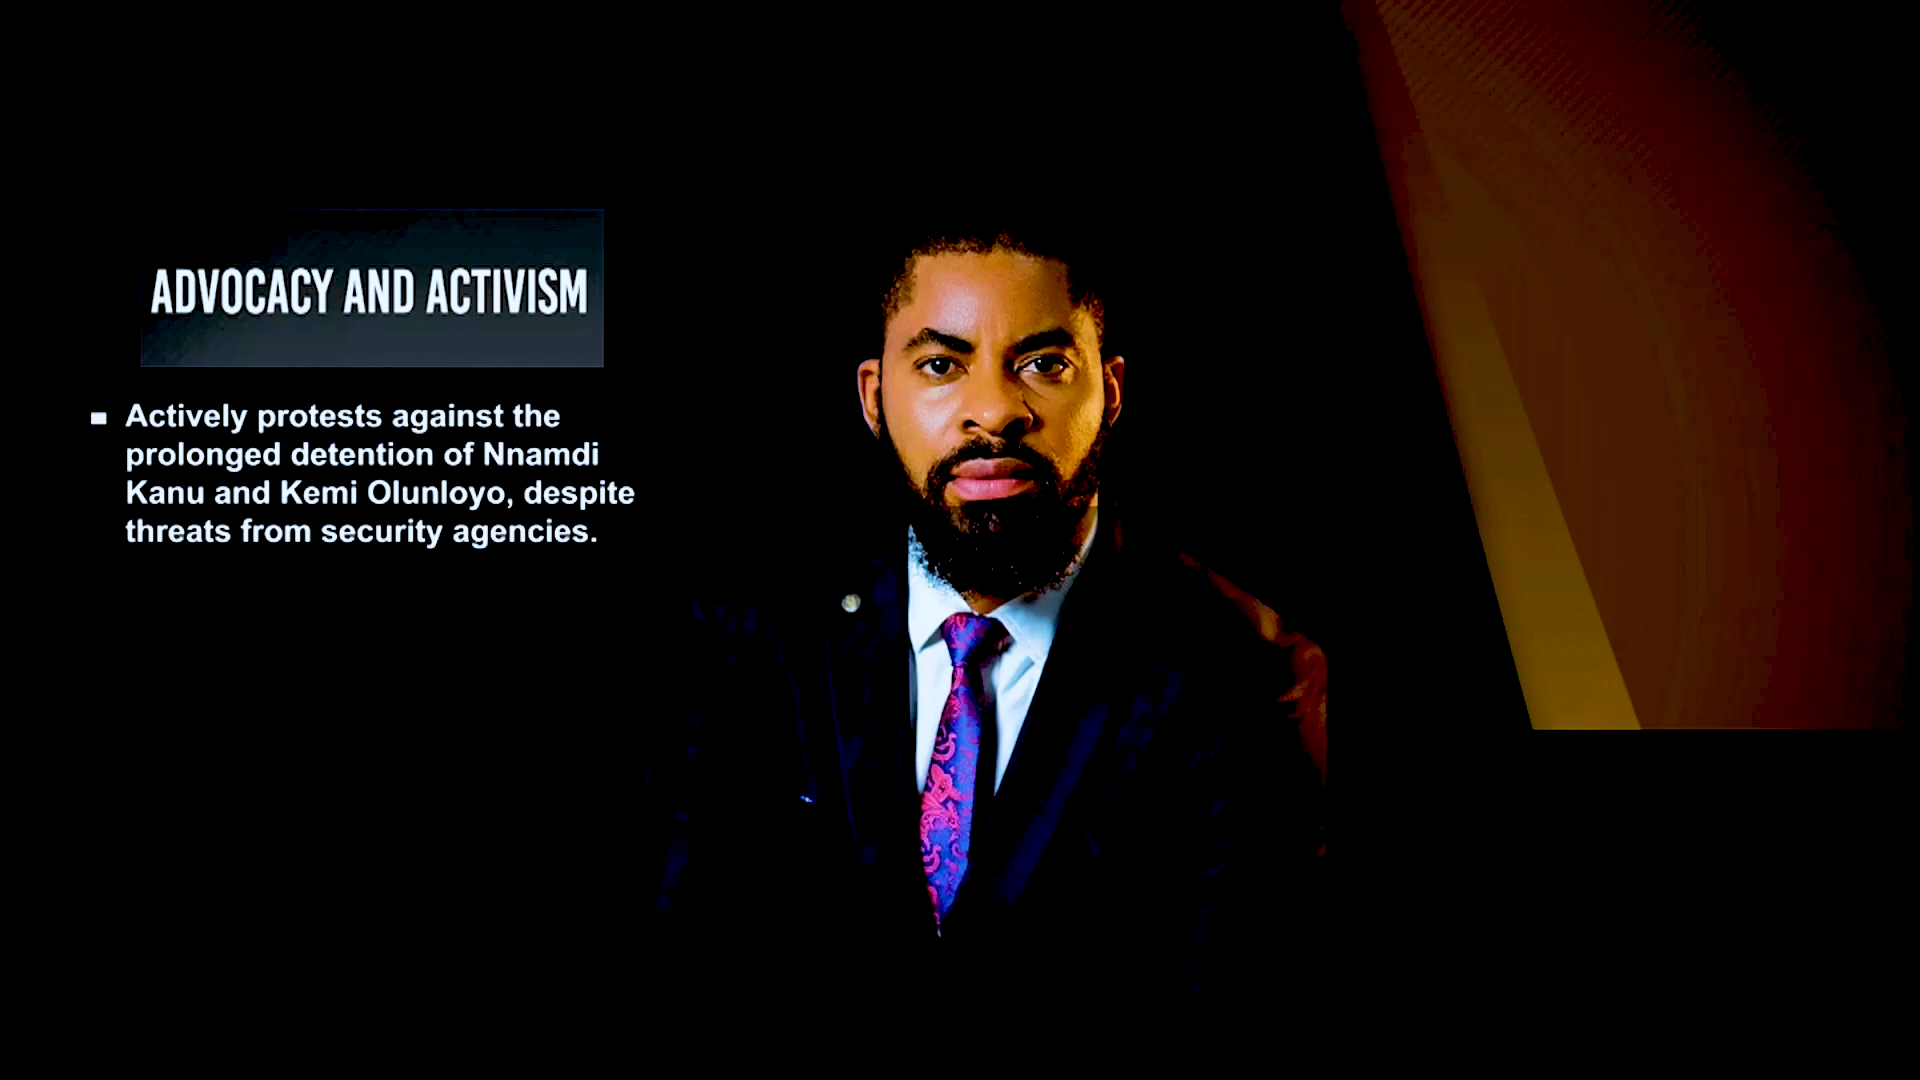 ADVOCACY AND ACTIVISM
Actively protests against the
prolonged detention of Nnamdi
Kanu and Kemi Olunloyo, despite
threats from security agencies.